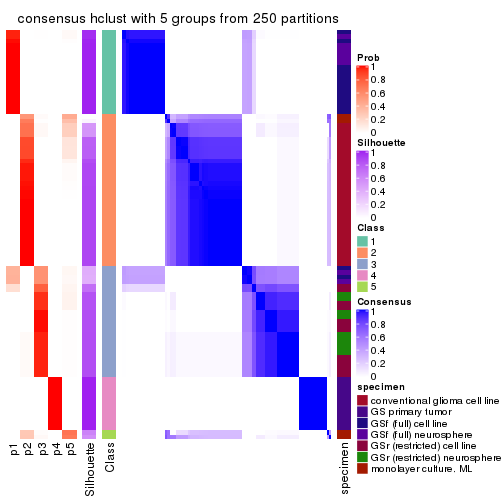 consensus hclust with 5 groups from 250 partitions
Prob
1
0.8
0.6
0.4
0.2
0
Silhouette
1
0.8
0.6
0.4
0.2
0
Class
1
2
3
4
5
Consensus
1
0.8
0.6
0.4
0.2
0
specimen
conventional glioma cell line
GS primary tumor
GSf (full) cell line
GSf (full) neurosphere
GSr (restricted) cell line
GSr (restricted) neurosphere
monolayer culture. ML
p1
p2
p3
p4
p5
Silhouette
Class
specimen